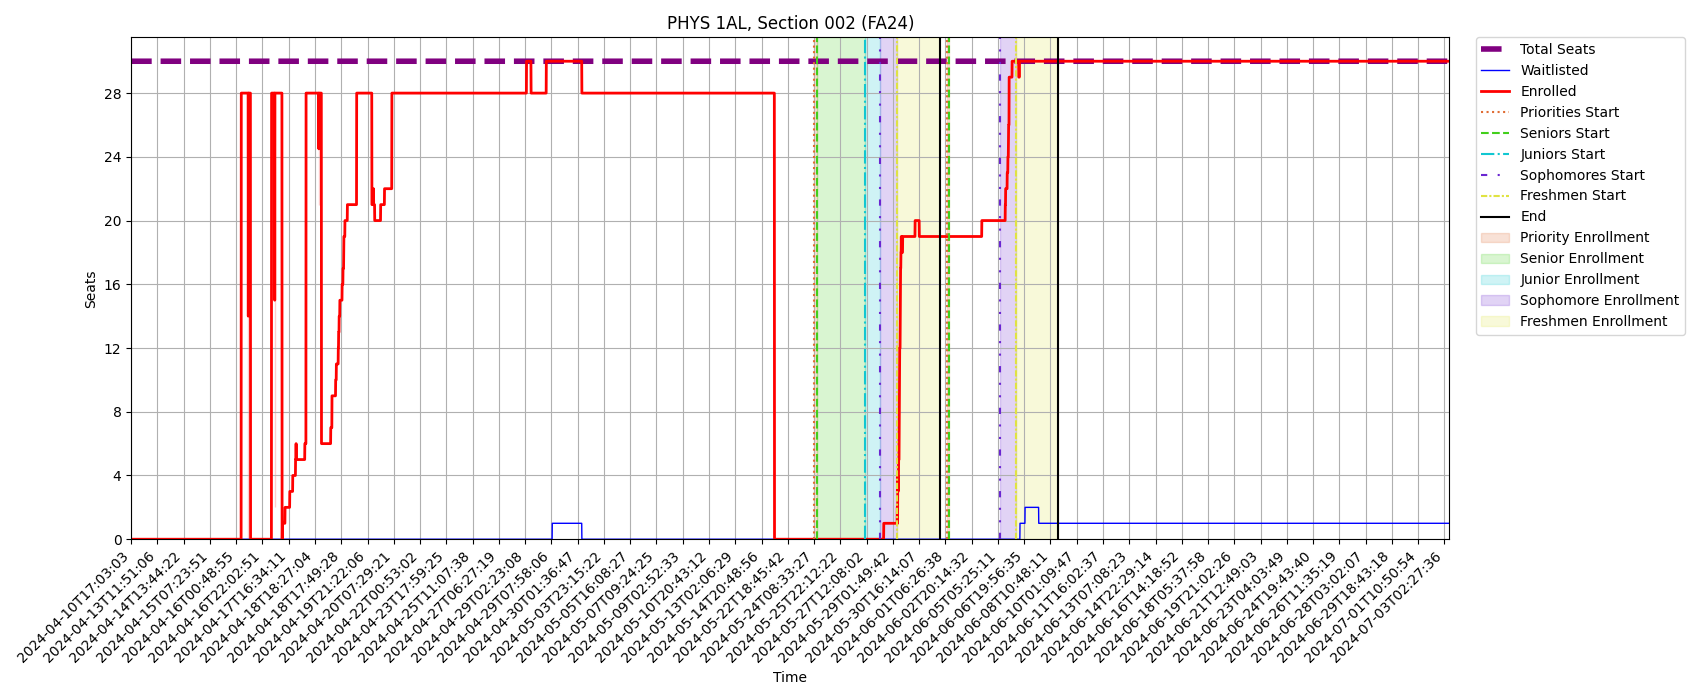 PHYS 1AL, Section 002 (FA24)
Total Seats
Waitlisted
Enrolled
Priorities Start
Seniors Start
Juniors Start
Sophomores Start
Freshmen Start
End
Priority Enrollment
Senior Enrollment
Junior Enrollment
Sophomore Enrollment
Freshmen Enrollment
Seats
28
24
20
16
12
8
4
0
2024-04-10T17:03:03
2024-04-13T11:51:06
2024-04-14T13:44:22
2024-04-15T07:23:51
2024-04-16T00:48:55
2024-04-16T22:02:51
2024-04-17T16:34:11
2024-04-18T18:27:04
2024-04-18T17:49:28
2024-04-19T21:22:06
2024-04-20T07:29:21
2024-04-22T00:53:02
2024-04-23T17:59:25
2024-04-25T11:07:38
2024-04-27T06:27:19
2024-04-29T02:23:08
2024-04-29T07:58:06
2024-04-30T01:36:47
2024-05-03T23:15:22
2024-05-05T16:08:27
2024-05-07T09:24:25
2024-05-09T02:52:33
2024-05-10T20:43:12
2024-05-13T02:06:29
2024-05-14T20:48:56
2024-05-22T18:45:42
2024-05-24T08:33:27
2024-05-25T22:12:22
2024-05-27T12:08:02
2024-05-29T01:49:42
2024-05-30T16:14:07
2024-06-01T06:26:38
2024-06-02T20:14:32
2024-06-05T05:25:11
2024-06-06T19:56:35
2024-06-08T10:48:11
2024-06-10T01:09:47
2024-06-11T16:02:37
2024-06-13T07:08:23
2024-06-14T22:29:14
2024-06-16T14:18:52
2024-06-18T05:37:58
2024-06-19T21:02:26
2024-06-21T12:49:03
2024-06-23T04:03:49
2024-06-24T19:43:40
2024-06-26T11:35:19
2024-06-28T03:02:07
2024-06-29T18:43:18
2024-07-01T10:50:54
2024-07-03T02:27:36
Time